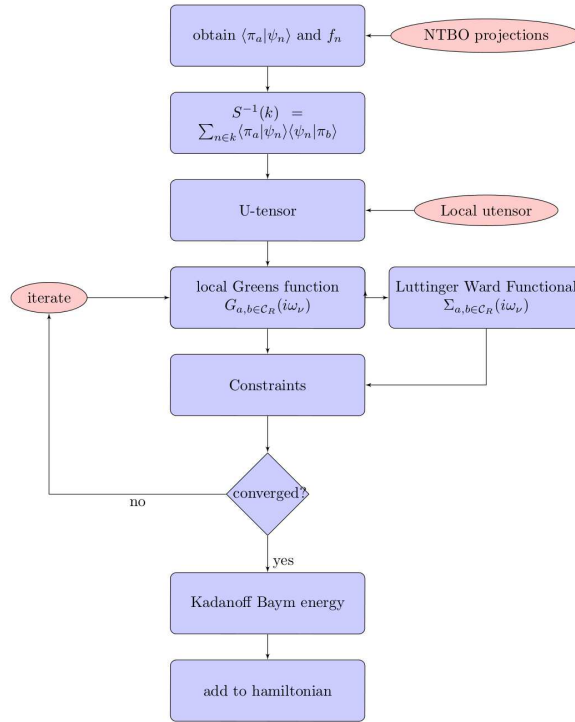 obtain ⟨π_a|ψ_n⟩ and f_n
NTBO projections
S^{-1}(k) =
∑_{n∈k}⟨π_a|ψ_n⟩⟨ψ_n|π_b⟩
U-tensor
Local utensor
iterate
local Greens function
G_{a,b∈𝒞_R}(iω_ν)
Luttinger Ward Functional
Σ_{a,b∈𝒞_R}(iω_ν)
Constraints
converged?
no
yes
Kadanoff Baym energy
add to hamiltonian